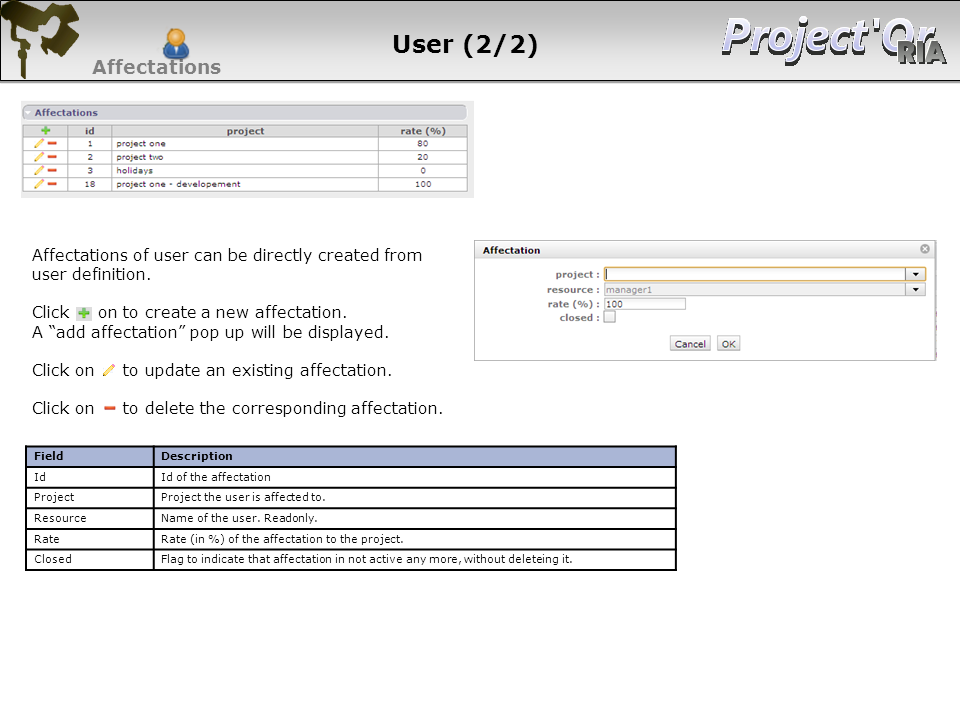 User (2/2)
Project'Or
RIA
Affectations
Affectations
id project rate (%)
1 project one 80
2 project two 20
3 holidays 0
18 project one - developement 100
Affectations of user can be directly created from
user definition.
Click on to create a new affectation.
A “add affectation” pop up will be displayed.
Click on to update an existing affectation.
Click on to delete the corresponding affectation.
Affectation
project :
resource : manager1
rate (%) : 100
closed :
Cancel OK
Field Description
Id Id of the affectation
Project Project the user is affected to.
Resource Name of the user. Readonly.
Rate Rate (in %) of the affectation to the project.
Closed Flag to indicate that affectation in not active any more, without deleteing it.